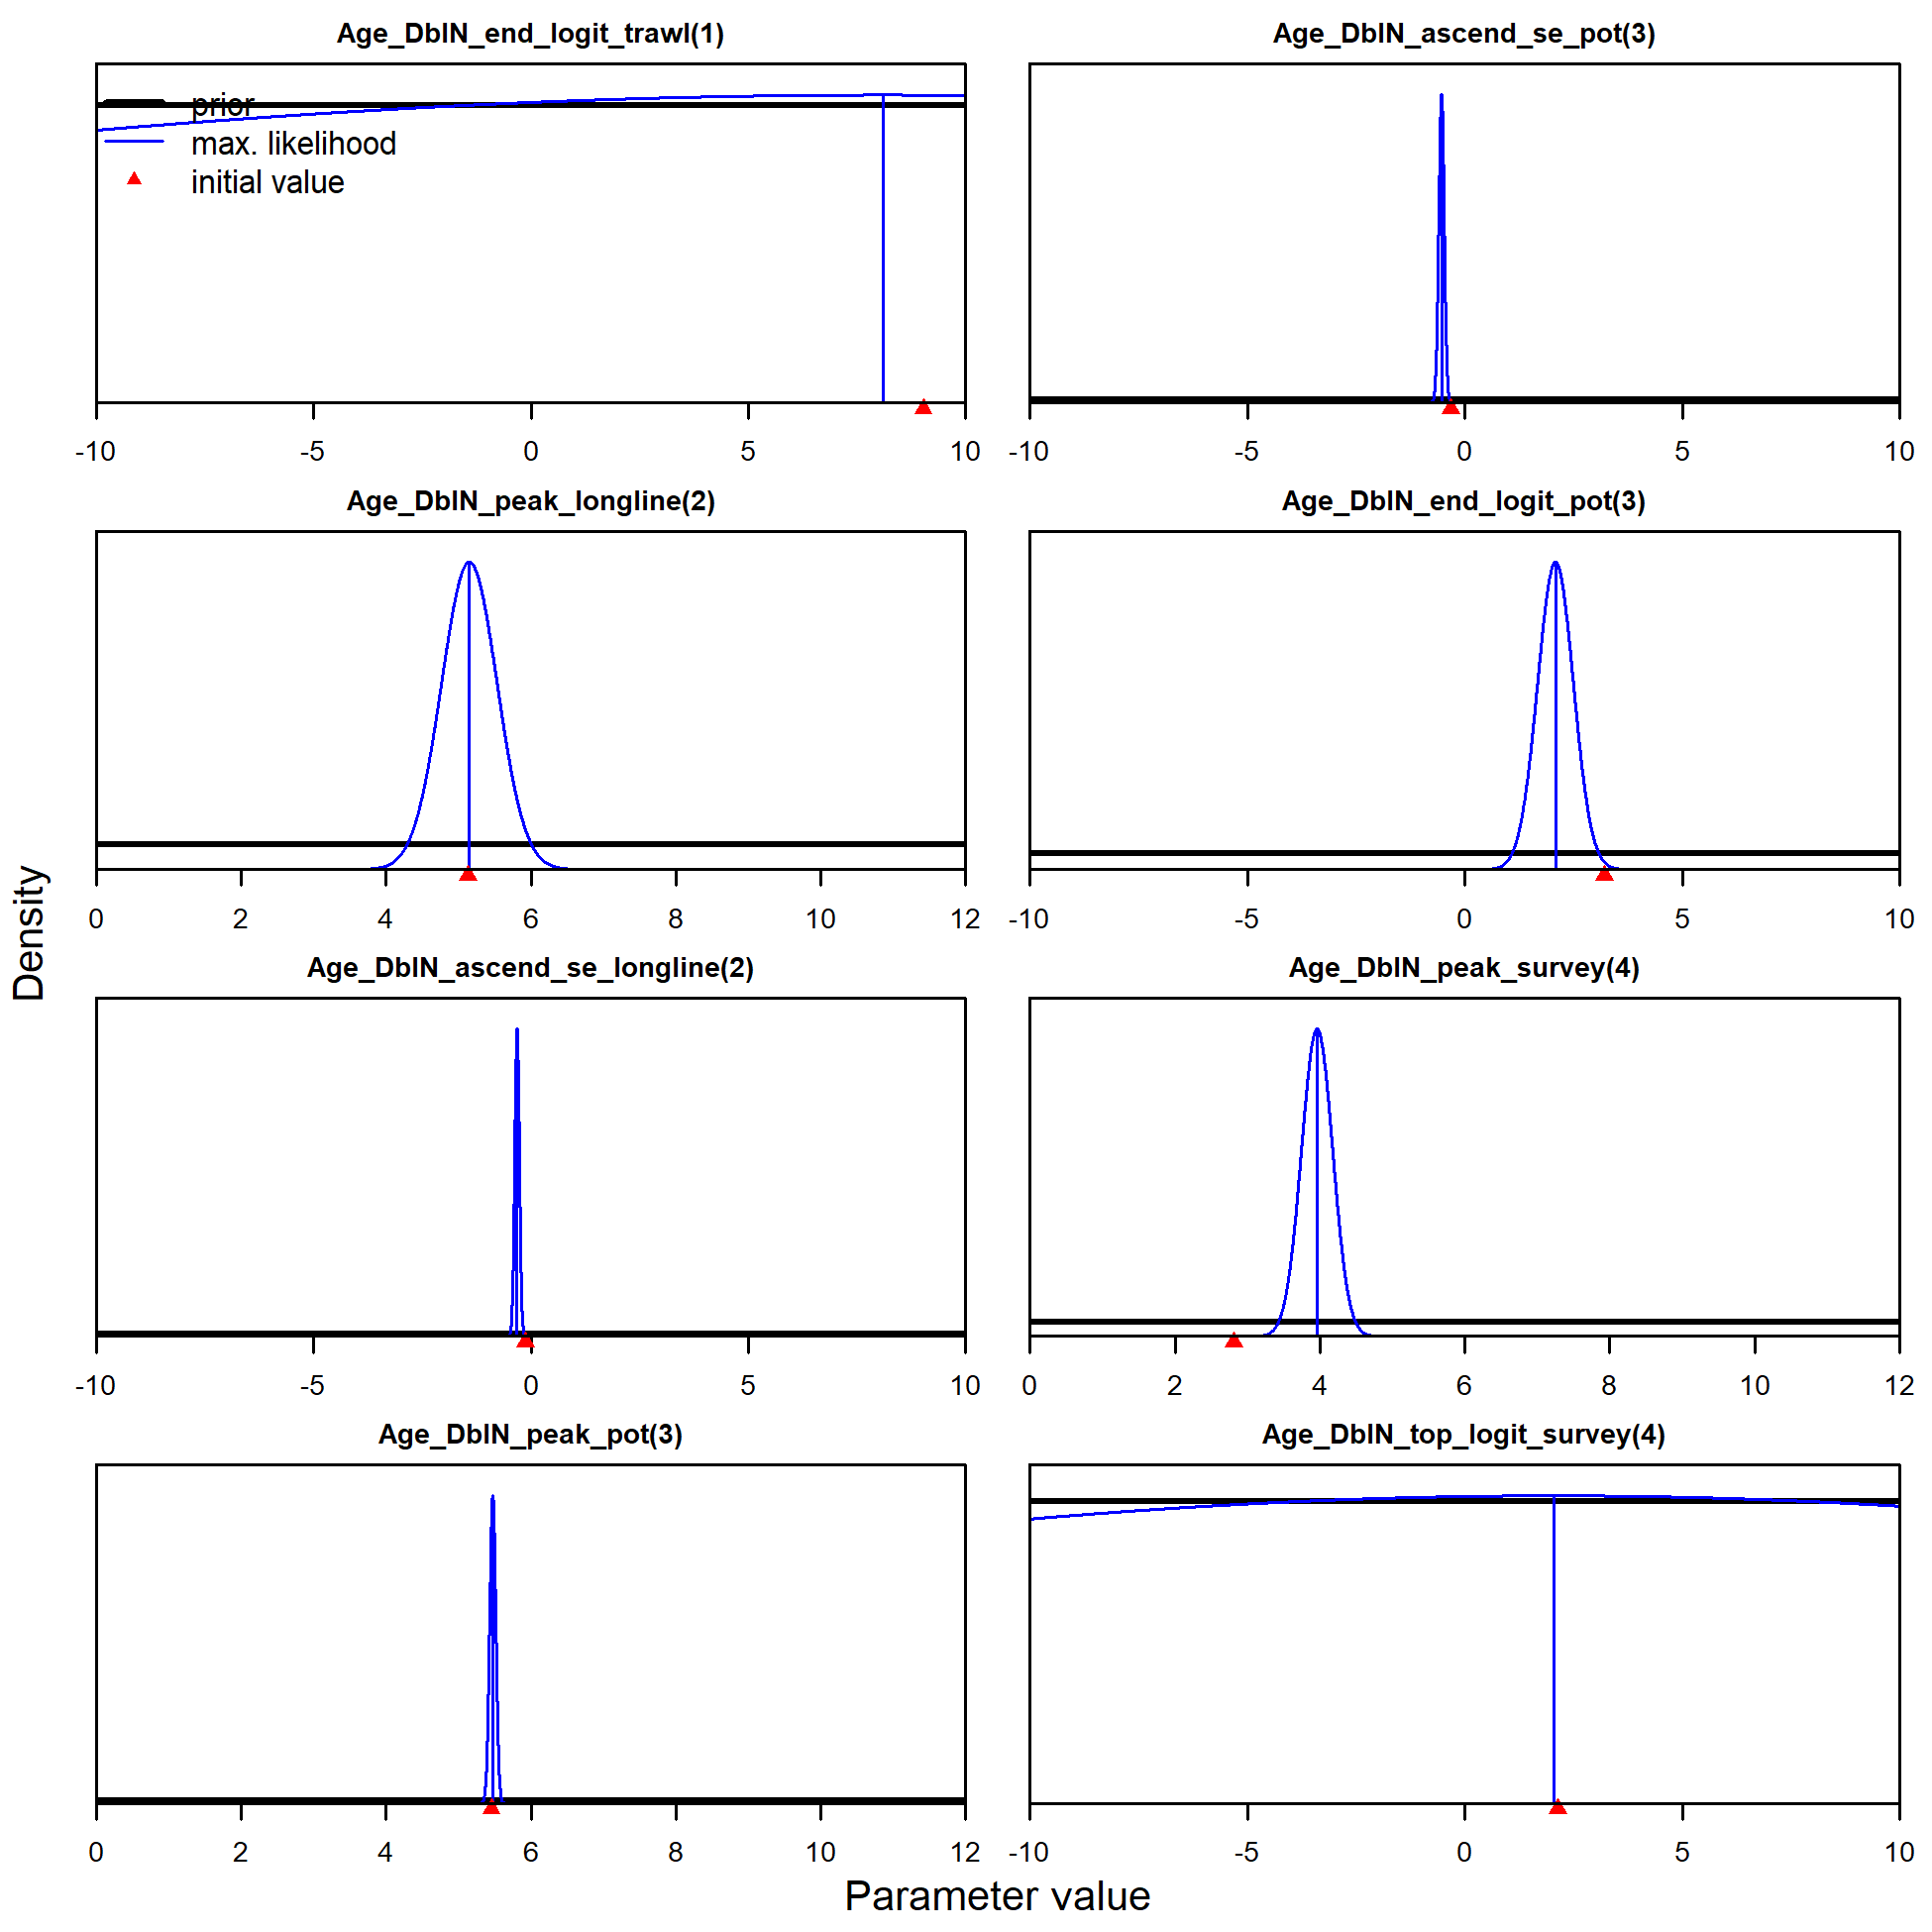 Age_DblN_end_logit_trawl(1)
prior
max. likelihood
initial value
-10 -5 0 5 10
Age_DblN_ascend_se_pot(3)
-10 -5 0 5 10
Age_DblN_peak_longline(2)
0 2 4 6 8 10 12
Age_DblN_end_logit_pot(3)
-10 -5 0 5 10
Age_DblN_ascend_se_longline(2)
-10 -5 0 5 10
Age_DblN_peak_survey(4)
0 2 4 6 8 10 12
Age_DblN_peak_pot(3)
0 2 4 6 8 10 12
Age_DblN_top_logit_survey(4)
-10 -5 0 5 10
Density
Parameter value